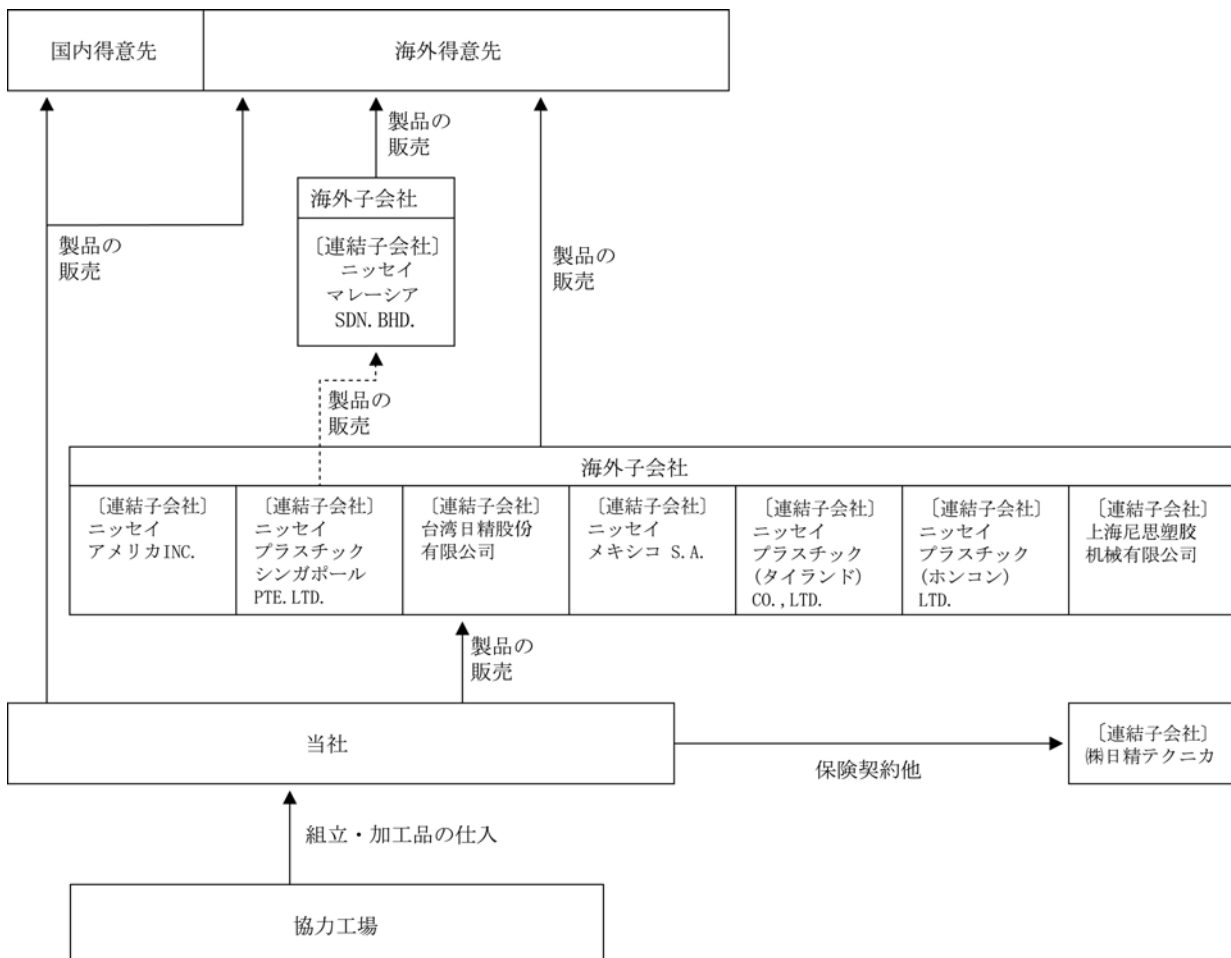 国内得意先
海外得意先
製品の
販売
海外子会社
〔連結子会社〕
ニッセイ
マレーシア
SDN.BHD.
製品の
販売
製品の
販売
製品の
販売
海外子会社
〔連結子会社〕
ニッセイ
アメリカINC.
〔連結子会社〕
ニッセイ
プラスチック
シンガポール
PTE.LTD.
〔連結子会社〕
台湾日精股份
有限公司
〔連結子会社〕
ニッセイ
メキシコ S.A.
〔連結子会社〕
ニッセイ
プラスチック
(タイランド)
CO.,LTD.
〔連結子会社〕
ニッセイ
プラスチック
(ホンコン)
LTD.
〔連結子会社〕
上海尼思塑胶
机械有限公司
製品の
販売
当社
保険契約他
〔連結子会社〕
㈱日精テクニカ
組立・加工品の仕入
協力工場